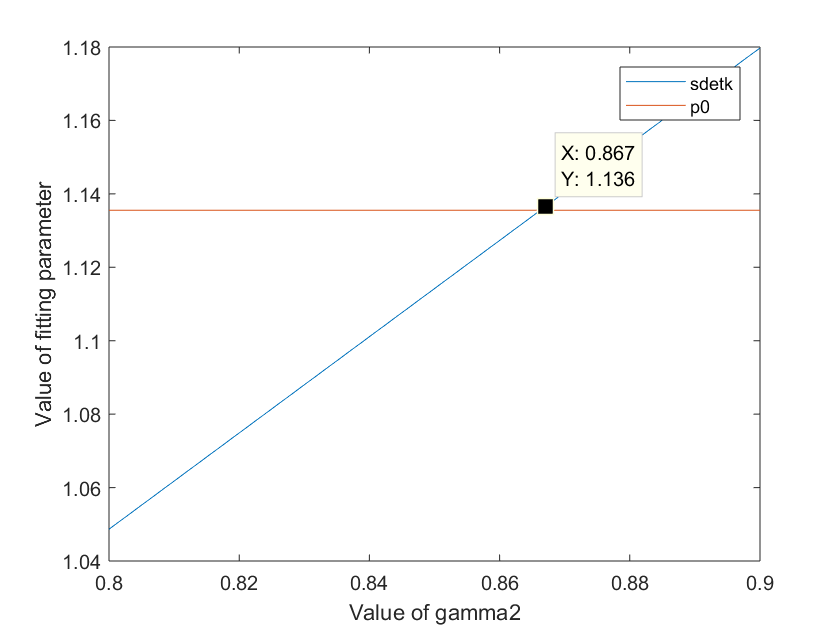 1.18
1.16
1.14
1.12
1.1
1.08
1.06
1.04
Value of fitting parameter
sdetk
p0
X: 0.867
Y: 1.136
0.8 0.82 0.84 0.86 0.88 0.9
Value of gamma2